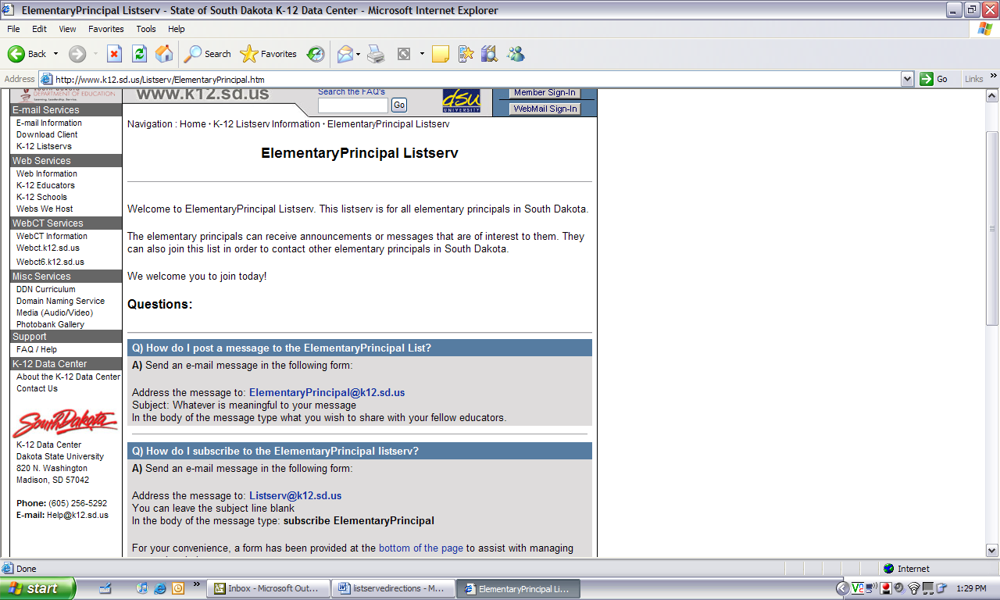 ElementaryPrincipal Listserv - State of South Dakota K-12 Data Center - Microsoft Internet Explorer
File Edit View Favorites Tools Help
Back Search Favorites
Address http://www.k12.sd.us/Listserv/ElementaryPrincipal.htm Go Links »
DEPARTMENT OF EDUCATION
Learning. Leadership. Service.
www.k12.sd.us
Search the FAQ's
Go
dsu
UNIVERSITY
Member Sign-In
WebMail Sign-In
E-mail Services
E-mail Information
Download Client
K-12 Listservs
Web Services
Web Information
K-12 Educators
K-12 Schools
Webs We Host
WebCT Services
WebCT Information
Webct.k12.sd.us
Webct6.k12.sd.us
Misc Services
DDN Curriculum
Domain Naming Service
Media (Audio/Video)
Photobank Gallery
Support
FAQ / Help
K-12 Data Center
About the K-12 Data Center
Contact Us
South Dakota
K-12 Data Center
Dakota State University
820 N. Washington
Madison, SD 57042
Phone: (605) 256-5292
E-mail: Help@k12.sd.us
Navigation : Home · K-12 Listserv Information · ElementaryPrincipal Listserv
ElementaryPrincipal Listserv
Welcome to ElementaryPrincipal Listserv. This listserv is for all elementary principals in South Dakota.
The elementary principals can receive announcements or messages that are of interest to them. They
can also join this list in order to contact other elementary principals in South Dakota.
We welcome you to join today!
Questions:
Q) How do I post a message to the ElementaryPrincipal List?
A) Send an e-mail message in the following form:
Address the message to: ElementaryPrincipal@k12.sd.us
Subject: Whatever is meaningful to your message
In the body of the message type what you wish to share with your fellow educators.
Q) How do I subscribe to the ElementaryPrincipal listserv?
A) Send an e-mail message in the following form:
Address the message to: Listserv@k12.sd.us
You can leave the subject line blank
In the body of the message type: subscribe ElementaryPrincipal
For your convenience, a form has been provided at the bottom of the page to assist with managing
Done Internet
start » Inbox - Microsoft Out... listservedirections - M... ElementaryPrincipal Li... 1:29 PM